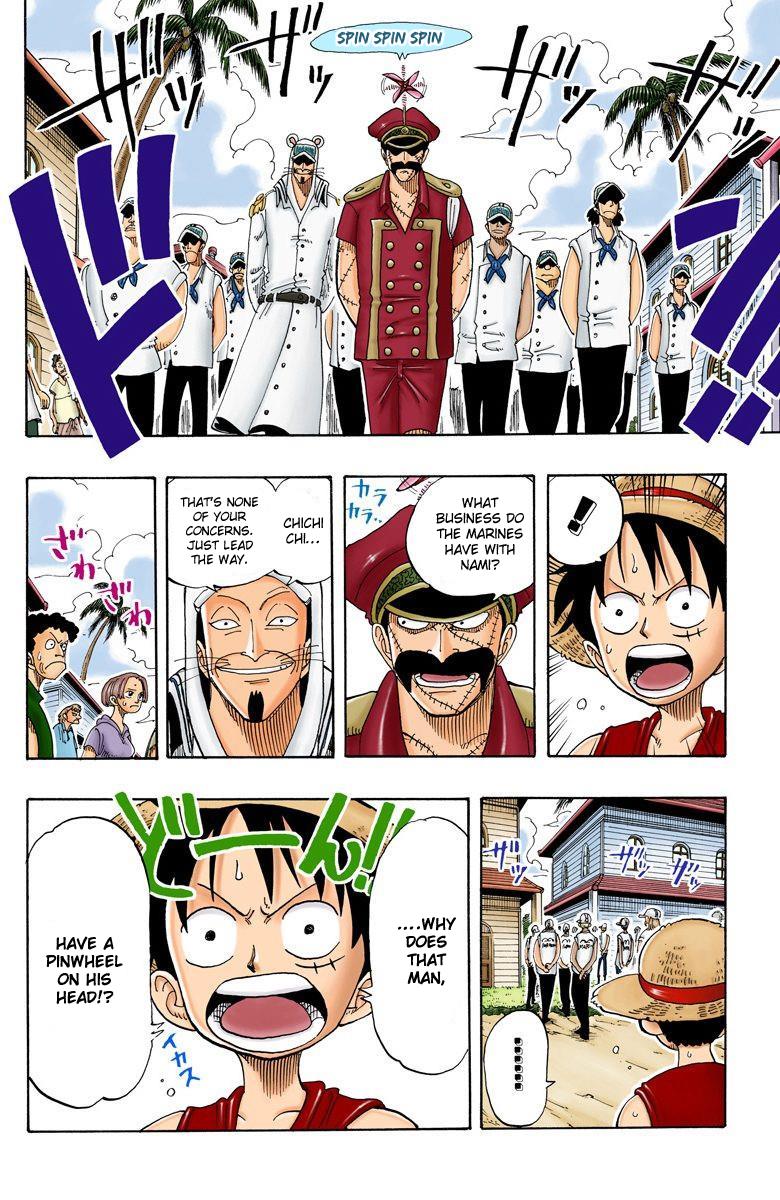 SPIN SPIN SPIN
ザッ
ザッ
ザッ
ザッ
ド
!!!
!
WHAT
BUSINESS DO
THE MARINES
HAVE WITH
NAMI?
カラ
カラ..
CHICHI
CHI...
THAT'S NONE
OF YOUR
CONCERNS.
JUST LEAD
THE WAY.
ざわ
ざわ
ザッ
ザッ
ザッ
!!!!!!
どーん!!
....WHY
DOES
THAT
MAN,
HAVE A
PINWHEEL
ON HIS
HEAD!?
イカス